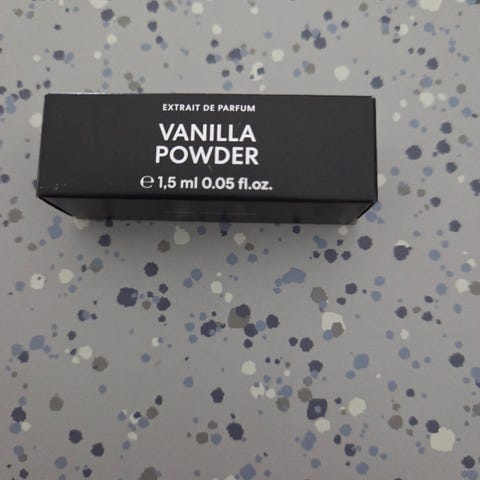 EXTRAIT DE PARFUM
VANILLA
POWDER
℮ 1,5 ml 0.05 fl.oz.